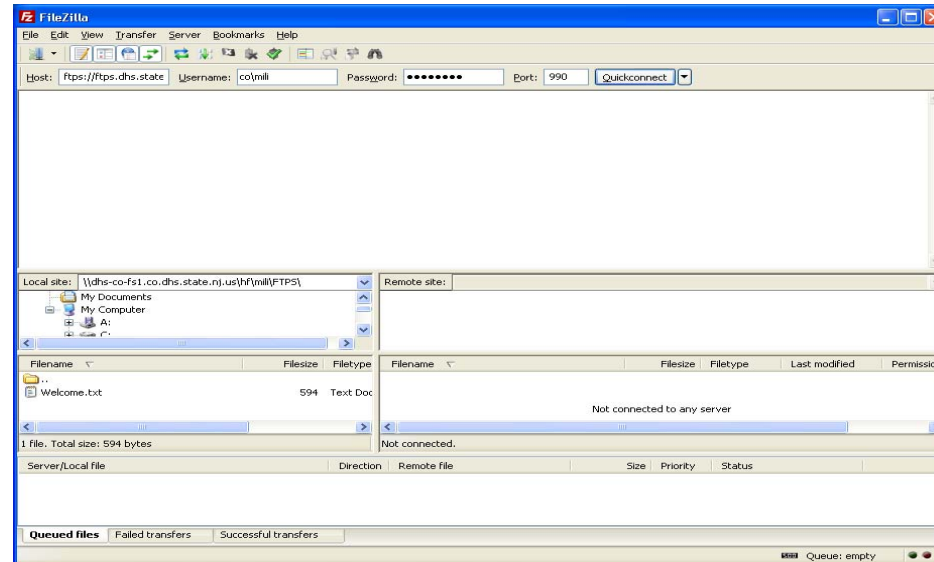 FileZilla
File Edit View Transfer Server Bookmarks Help
Host: ftps://ftps.dhs.state Username: co\mili Password: ●●●●●●●● Port: 990 Quickconnect
Local site: \\dhs-co-fs1.co.dhs.state.nj.us\hf\mili\FTPS\ Remote site:
My Documents
My Computer
A:
C:
Filename Filesize Filetype Filename Filesize Filetype Last modified Permissio
..
Welcome.txt 594 Text Doc
Not connected to any server
1 file. Total size: 594 bytes Not connected.
Server/Local file Direction Remote file Size Priority Status
Queued files Failed transfers Successful transfers
Queue: empty